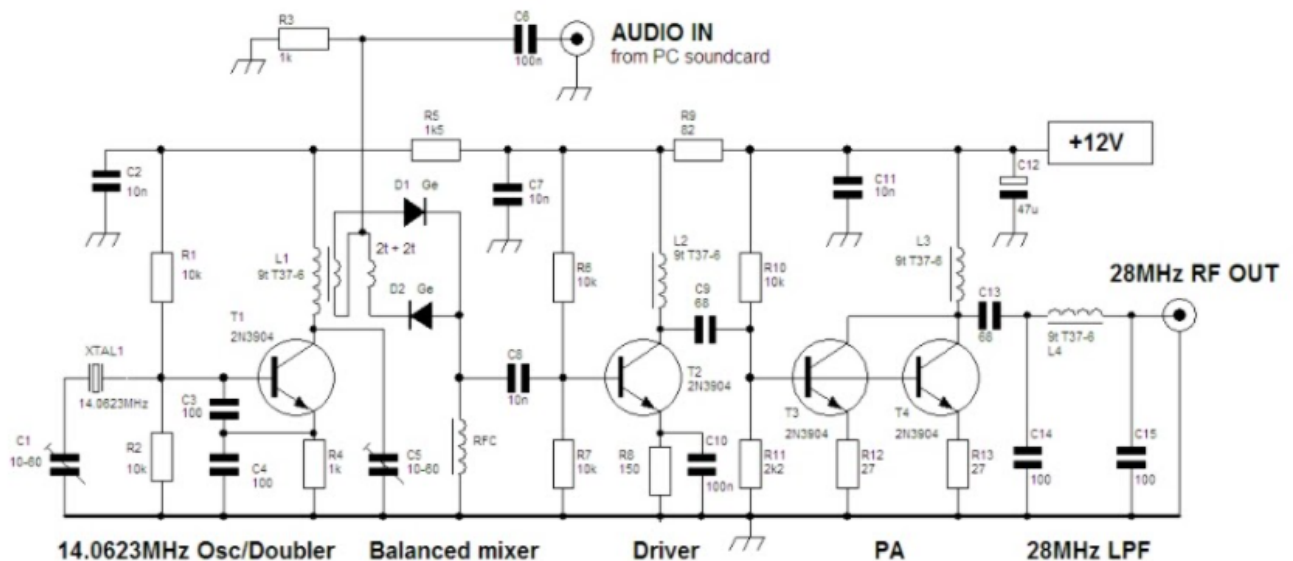 R3
1k
C6
100n
AUDIO IN
from PC soundcard
R5
1k5
R9
82
+12V
C2
10n
D1 Ge
C7
10n
C11
10n
C12
47u
R1
10k
L1
9t T37-6
2t + 2t
D2 Ge
R6
10k
L2
9t T37-6
C9
68
R10
10k
L3
9t T37-6
28MHz RF OUT
C13
68
9t T37-6
L4
T1
2N3904
XTAL1
14.0623MHz
C3
100
C8
10n
T2
2N3904
T3
2N3904
T4
2N3904
C1
10-60
R2
10k
C4
100
R4
1k
C5
10-60
RFC
R7
10k
R8
150
C10
100n
R11
2k2
R12
27
R13
27
C14
100
C15
100
14.0623MHz Osc/Doubler
Balanced mixer
Driver
PA
28MHz LPF